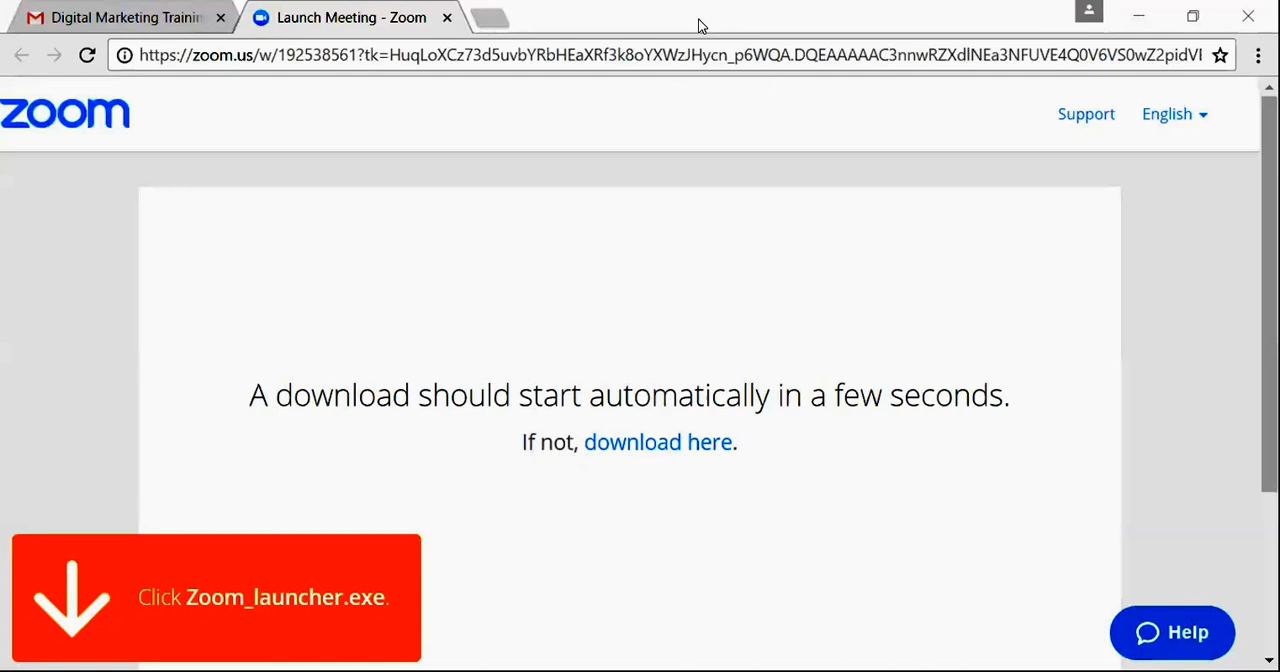 Digital Marketing Trainin
Launch Meeting - Zoom
https://zoom.us/w/192538561?tk=HuqLoXCz73d5uvbYRbHEaXRf3k8oYXWzJHycn_p6WQA.DQEAAAAAC3nnwRZXdlNEa3NFUVE4Q0V6VS0wZ2pidVI
zoom
Support
English
A download should start automatically in a few seconds.
If not, download here.
Click Zoom_launcher.exe.
Help